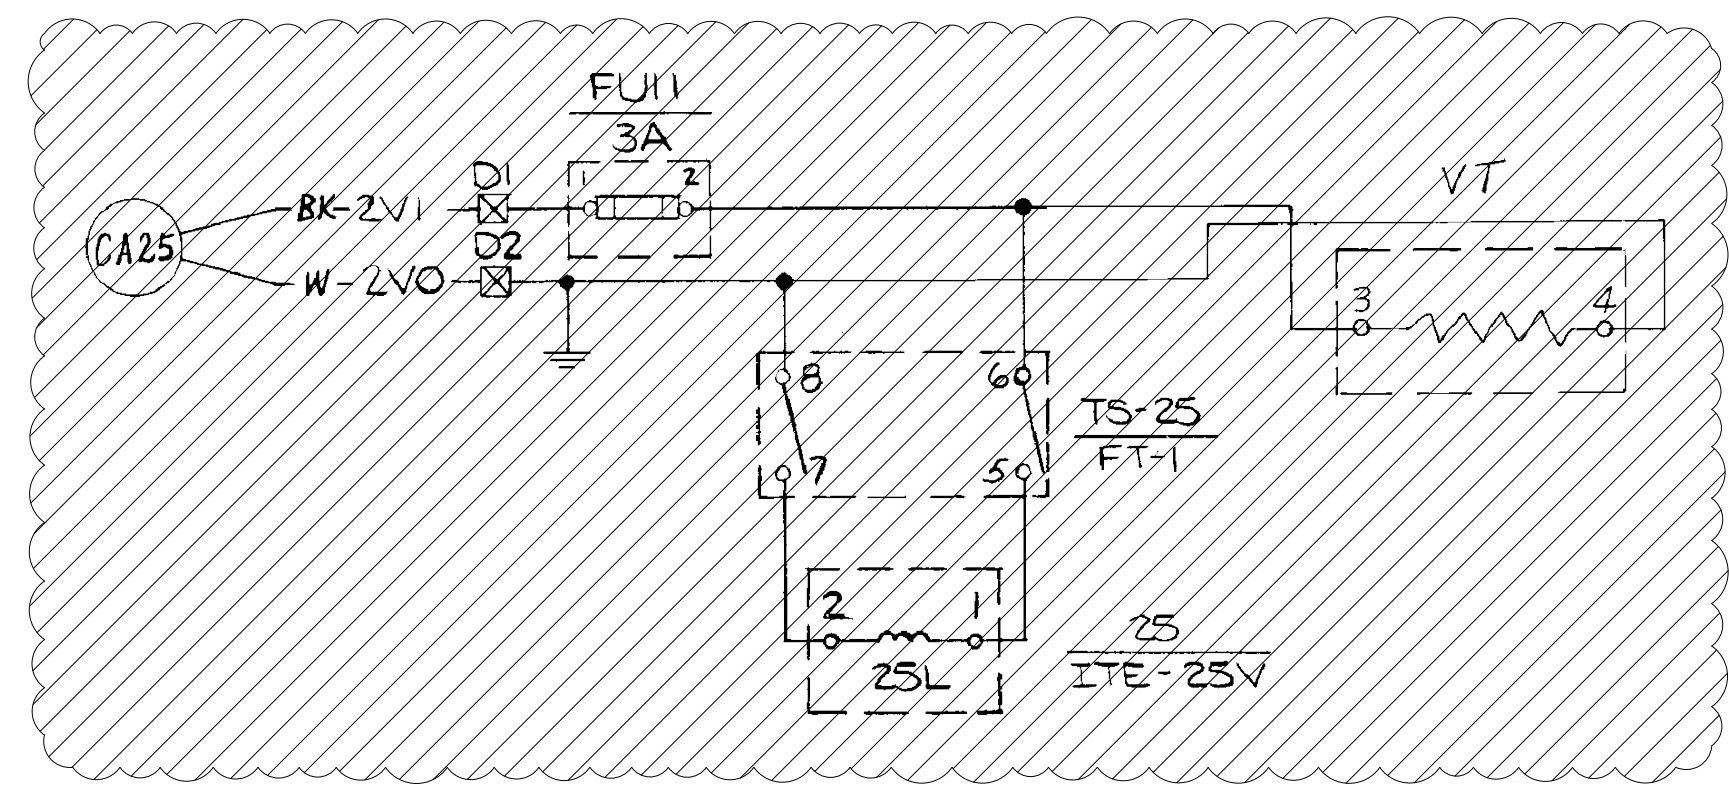 FU11
3A
D1
1 2
VT
BK-2V1
CA25
D2
W-2VO
3 4
8 6
TS-25
FT-1
7 5
2 1
25
25L
ITE-25V